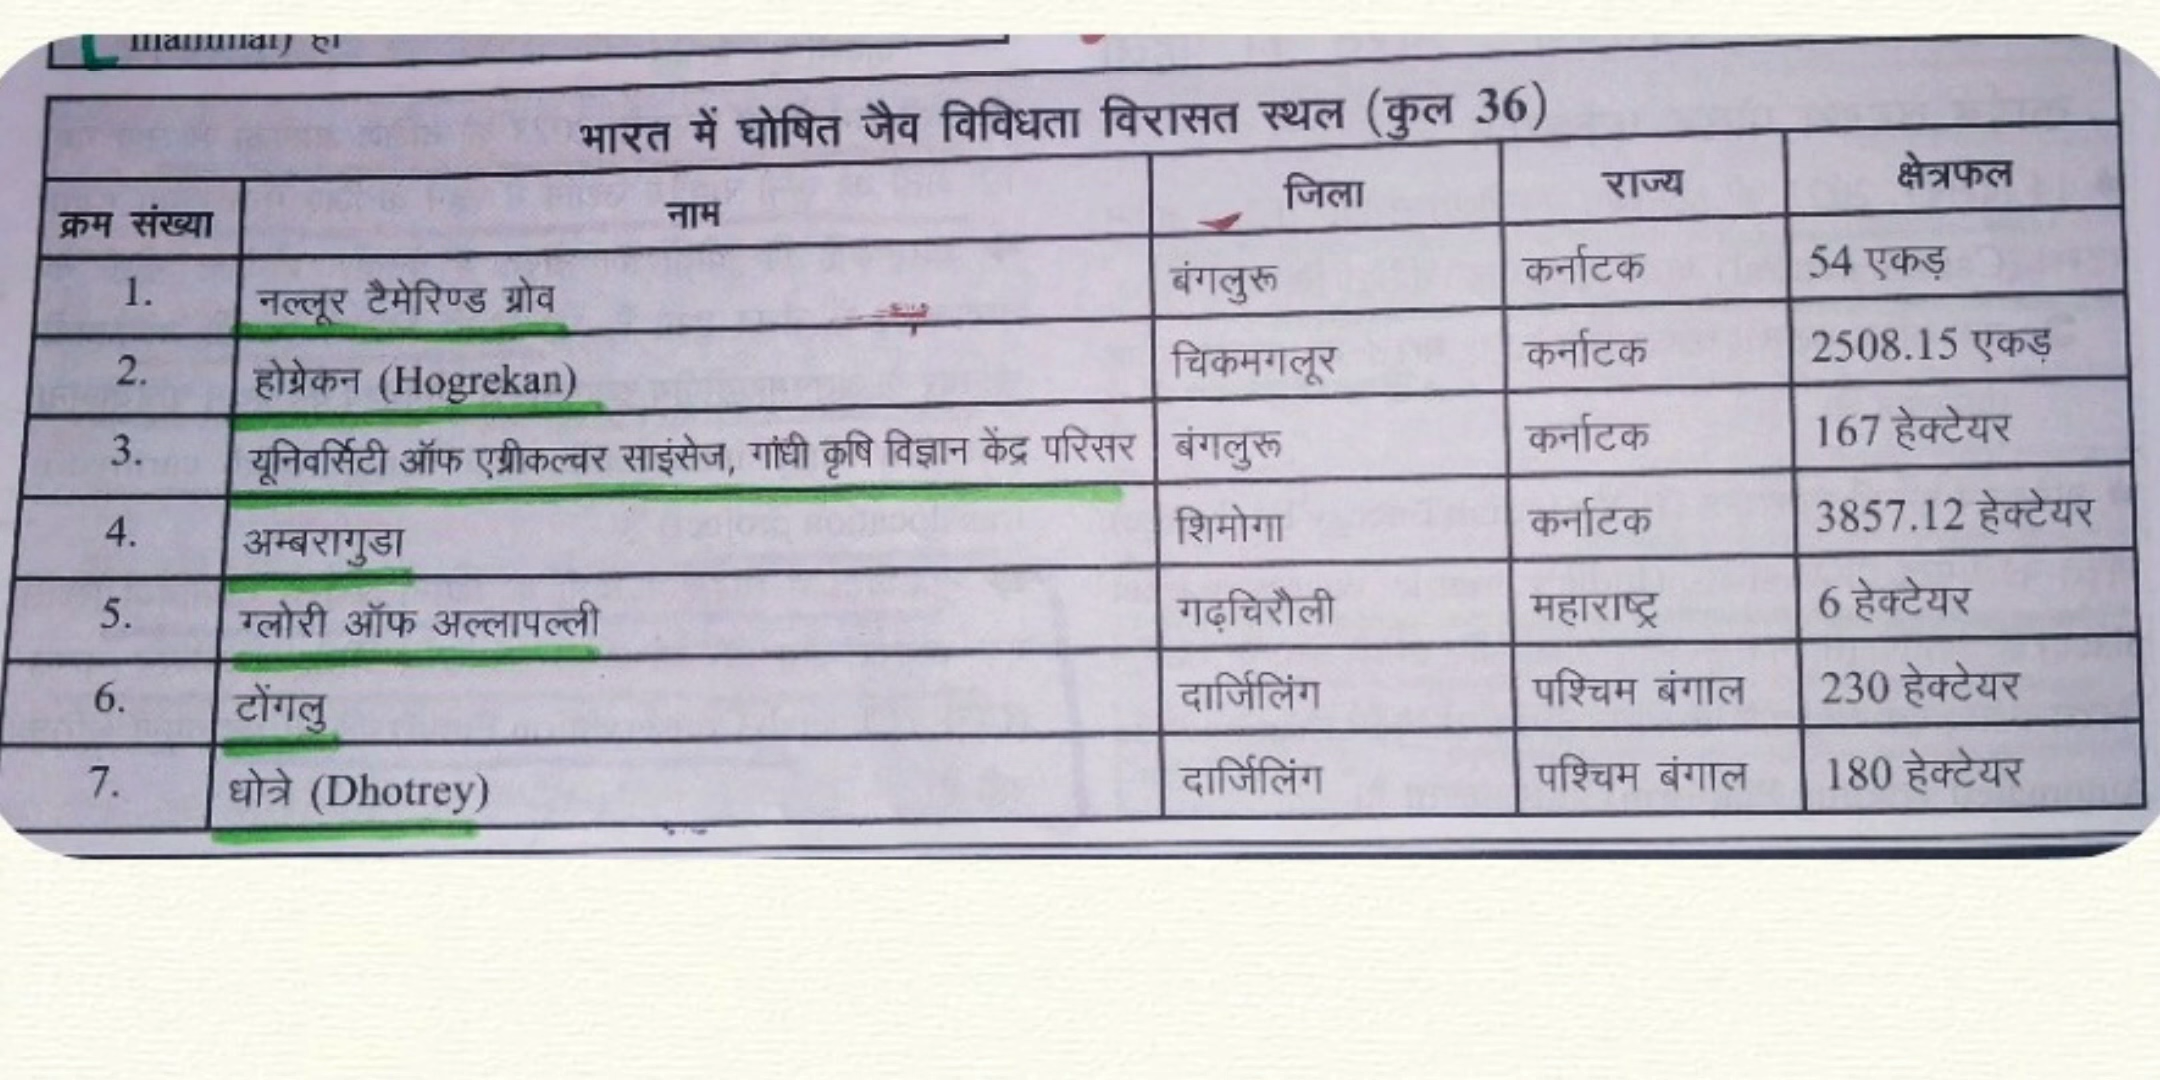 mammal) हैं
भारत में घोषित जैव विविधता विरासत स्थल (कुल 36)
क्रम संख्या नाम जिला राज्य क्षेत्रफल
1. नल्लूर टैमेरिण्ड ग्रोव बंगलुरू कर्नाटक 54 एकड़
2. होग्रेकन (Hogrekan) चिकमगलूर कर्नाटक 2508.15 एकड़
3. यूनिवर्सिटी ऑफ एग्रीकल्चर साइंसेज, गांधी कृषि विज्ञान केंद्र परिसर बंगलुरू कर्नाटक 167 हेक्टेयर
4. अम्बरागुडा शिमोगा कर्नाटक 3857.12 हेक्टेयर
5. ग्लोरी ऑफ अल्लापल्ली गढ़चिरौली महाराष्ट्र 6 हेक्टेयर
6. टोंगलु दार्जिलिंग पश्चिम बंगाल 230 हेक्टेयर
7. धोत्रे (Dhotrey) दार्जिलिंग पश्चिम बंगाल 180 हेक्टेयर